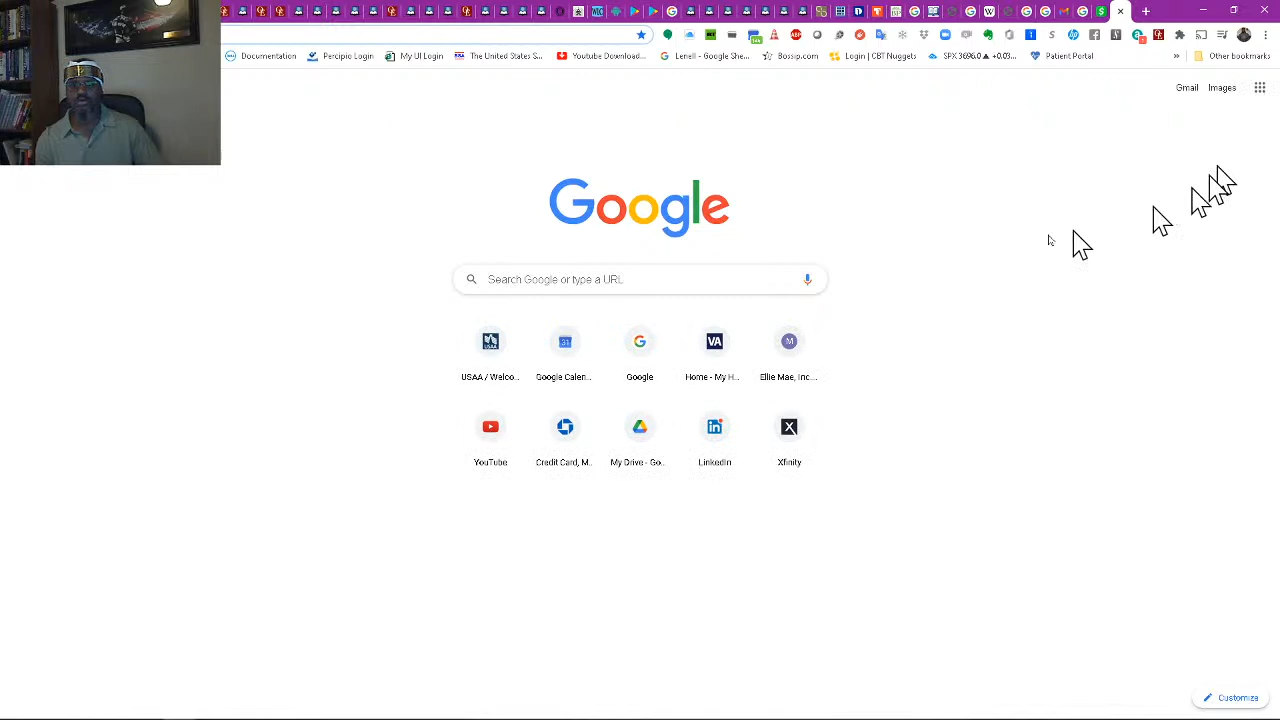 Documentation Percipio Login My UI Login The United States S... Youtube Download... Lenell - Google She... Bossip.com Login | CBT Nuggets SPX 3696.0 ▲ +0.03... Patient Portal » Other bookmarks
Gmail Images
Google
Search Google or type a URL
USAA / Welco... Google Calen... Google Home - My H... Ellie Mae, Inc....
YouTube Credit Card, M... My Drive - Go... LinkedIn Xfinity
Customize